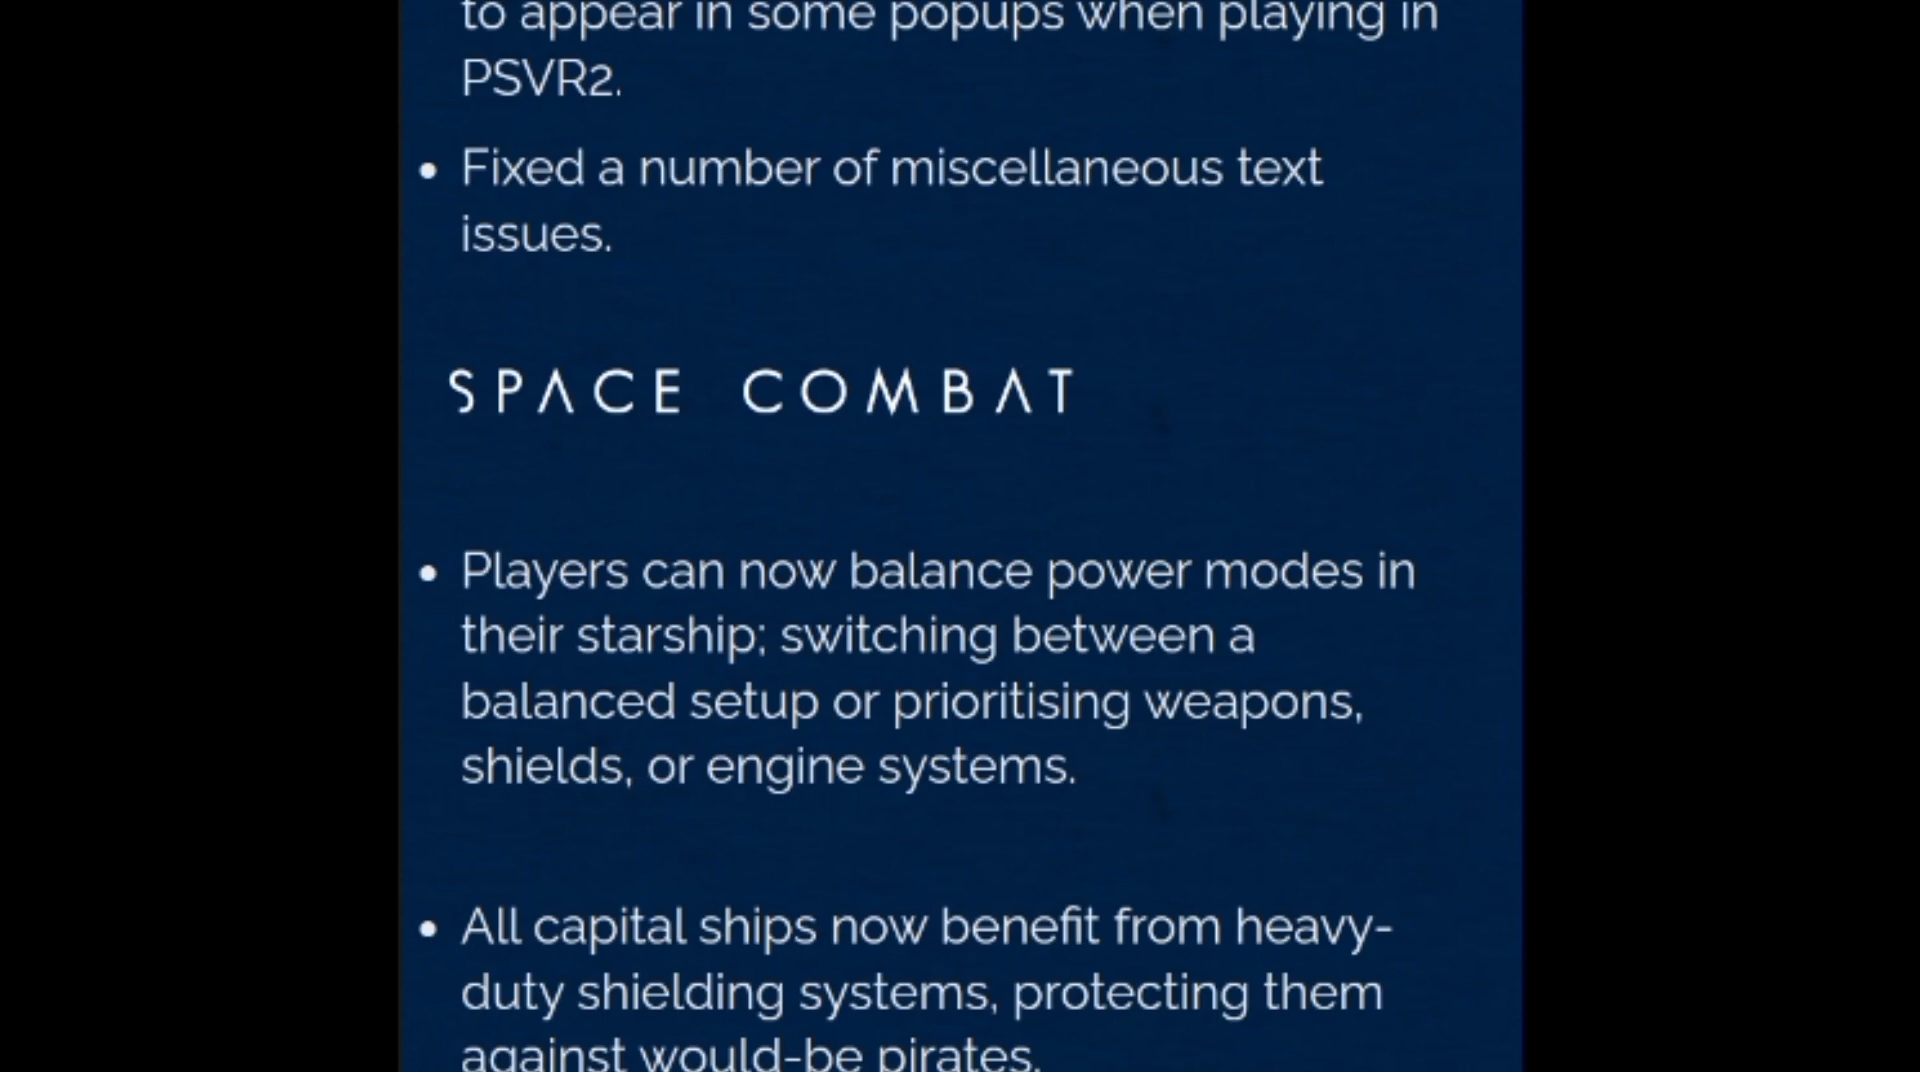 to appear in some popups when playing in
PSVR2.
Fixed a number of miscellaneous text
issues.
SPACE COMBAT
Players can now balance power modes in
their starship; switching between a
balanced setup or prioritising weapons,
shields, or engine systems.
All capital ships now benefit from heavy-
duty shielding systems, protecting them
against would-be pirates.